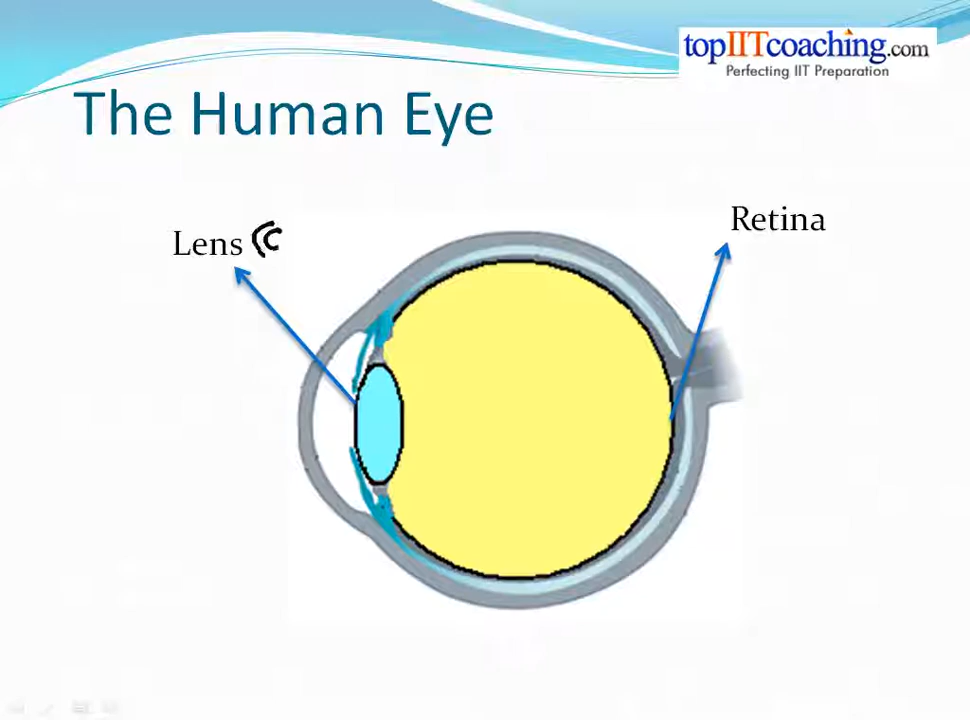 topIITcoaching.com
Perfecting IIT Preparation
The Human Eye
Retina
Lens (c